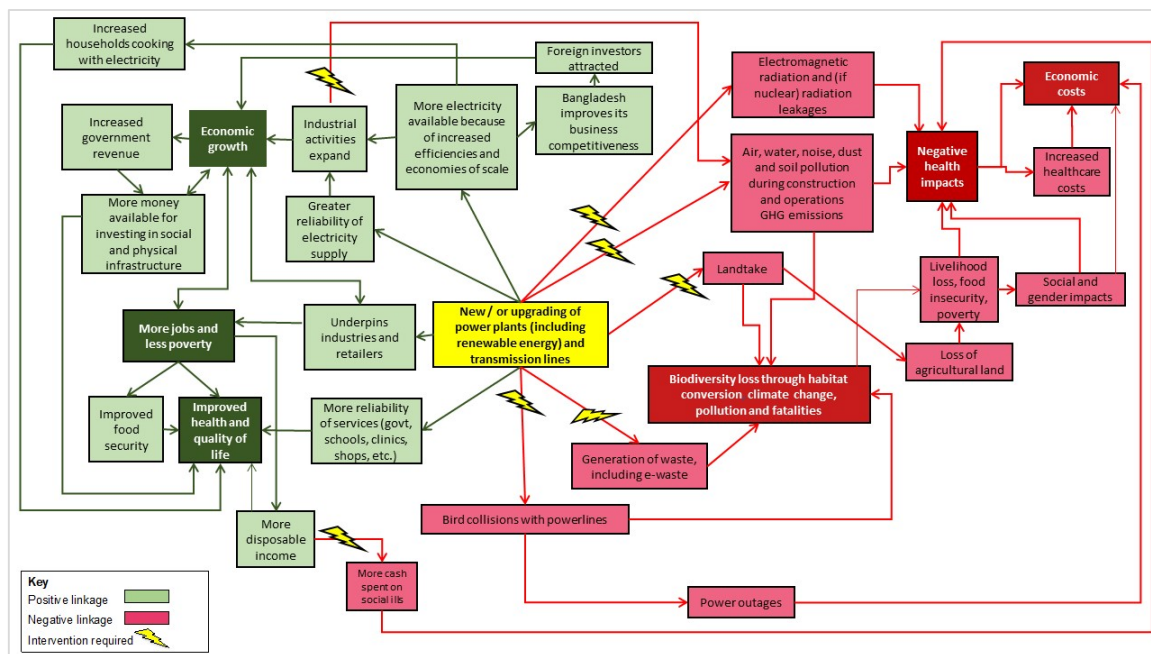 Increased
households cooking
with electricity
Foreign investors
attracted
Electromagnetic
radiation and (if
nuclear) radiation
leakages
Economic
costs
Increased
government
revenue
Economic
growth
Industrial
activities
expand
More electricity
available because
of increased
efficiencies and
economies of scale
Bangladesh
improves its
business
competitiveness
Air, water, noise, dust
and soil pollution
during construction
and operations
GHG emissions
Negative
health
impacts
Increased
healthcare
costs
More money
available for
investing in social
and physical
infrastructure
Greater
reliability of
electricity
supply
Landtake
Livelihood
loss, food
insecurity,
poverty
Social and
gender impacts
More jobs and
less poverty
Underpins
industries and
retailers
New / or upgrading of
power plants (including
renewable energy) and
transmission lines
Loss of
agricultural land
Biodiversity loss through habitat
conversion climate change,
pollution and fatalities
Improved
food
security
Improved
health and
quality of
life
More reliability
of services (govt,
schools, clinics,
shops, etc.)
Generation of waste,
including e-waste
More
disposable
income
Bird collisions with powerlines
More cash
spent on
social ills
Power outages
Key
Positive linkage
Negative linkage
Intervention required